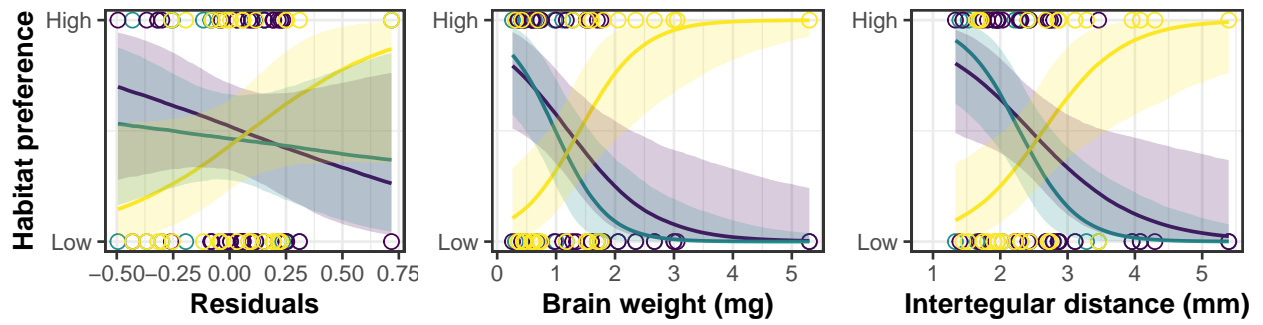 Habitat preference
High
Low
−0.50 −0.25 0.00 0.25 0.50 0.75
Residuals
High
Low
0 1 2 3 4 5
Brain weight (mg)
High
Low
1 2 3 4 5
Intertegular distance (mm)